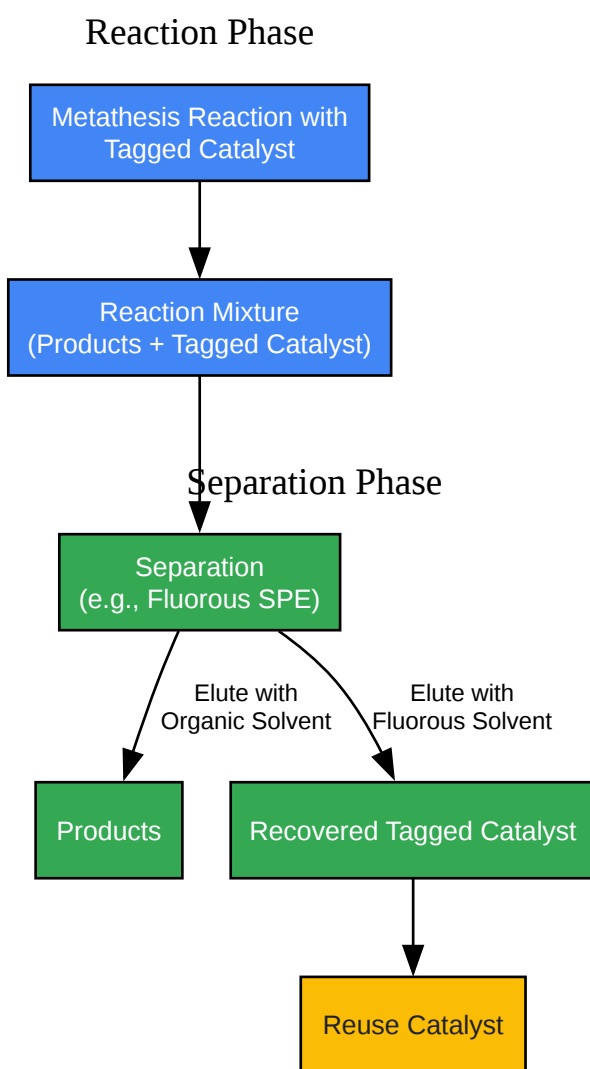 Reaction Phase
Metathesis Reaction with
Tagged Catalyst
Reaction Mixture
(Products + Tagged Catalyst)
Separation Phase
Separation
(e.g., Fluorous SPE)
Elute with
Organic Solvent
Elute with
Fluorous Solvent
Products
Recovered Tagged Catalyst
Reuse Catalyst